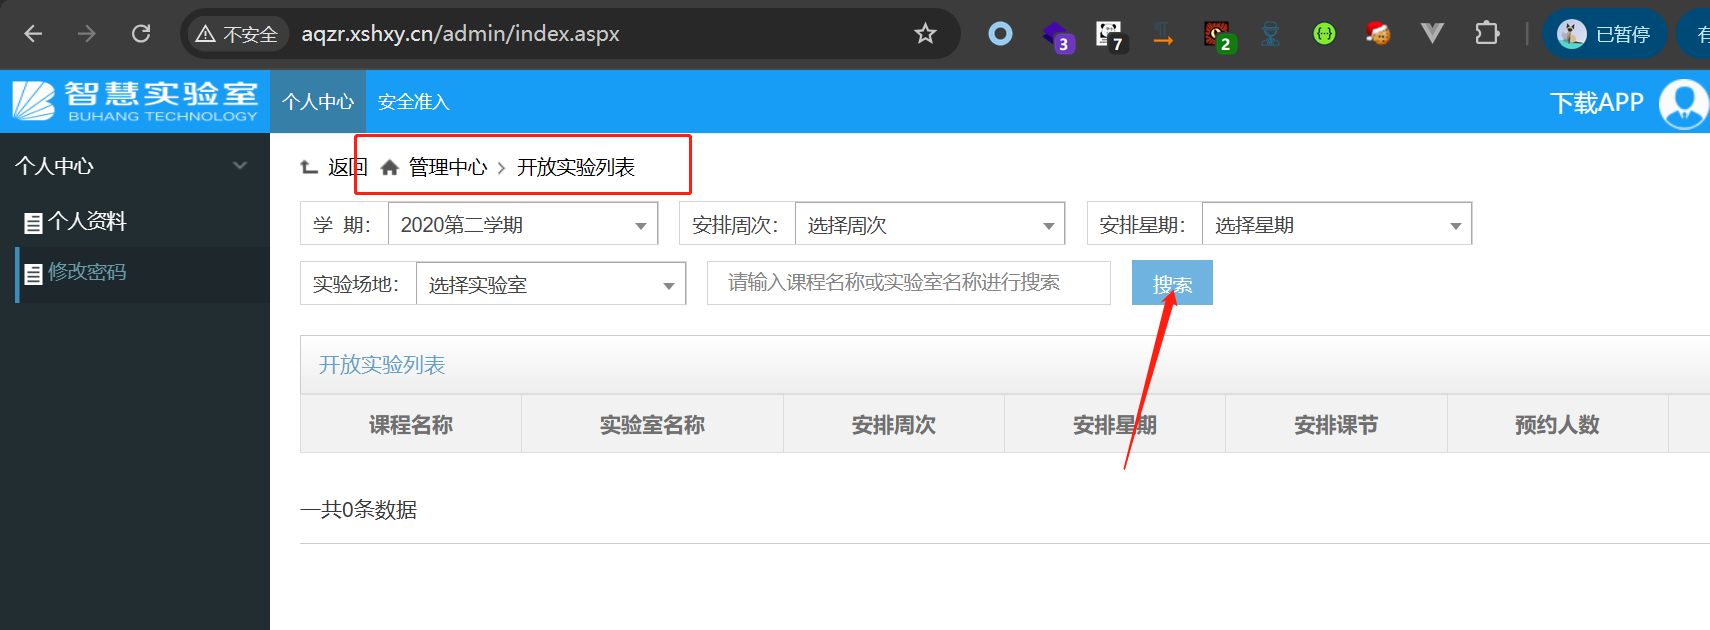 不安全 aqzr.xshxy.cn/admin/index.aspx 3 7 2 已暂停 有
智慧实验室 个人中心 安全准入 下载APP
BUHANG TECHNOLOGY
个人中心 返回 管理中心 > 开放实验列表
个人资料 学 期： 2020第二学期 安排周次： 选择周次 安排星期： 选择星期
修改密码 实验场地： 选择实验室 请输入课程名称或实验室名称进行搜索 搜索
开放实验列表
课程名称 实验室名称 安排周次 安排星期 安排课节 预约人数
一共0条数据